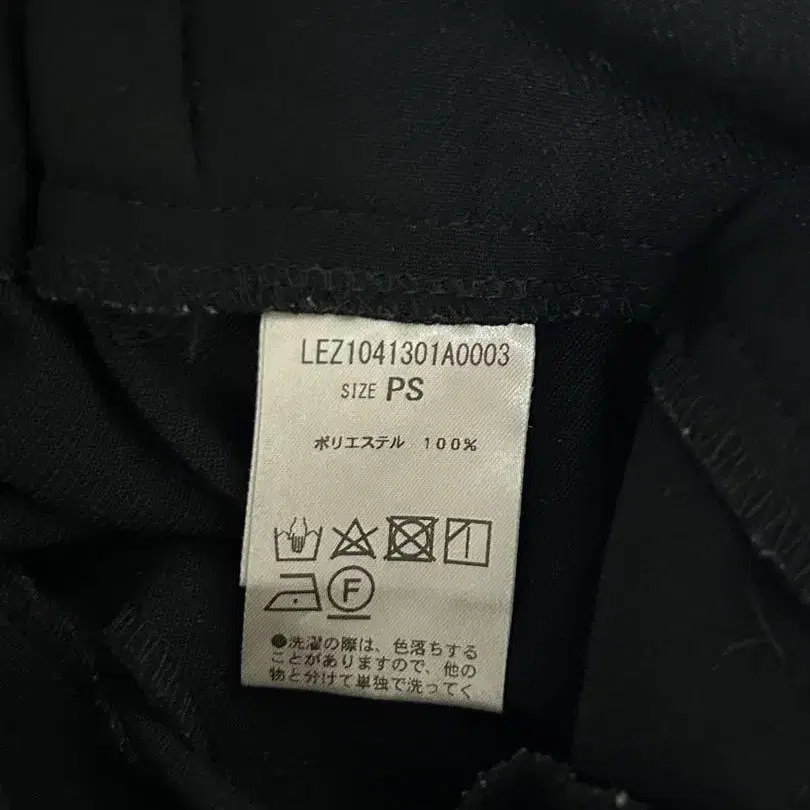 LEZ1041301A0003
SIZE PS
ポリエステル 100%
F
●洗濯の際は、色落ちする
ことがありますので、他の
物と分けて単独で洗ってく